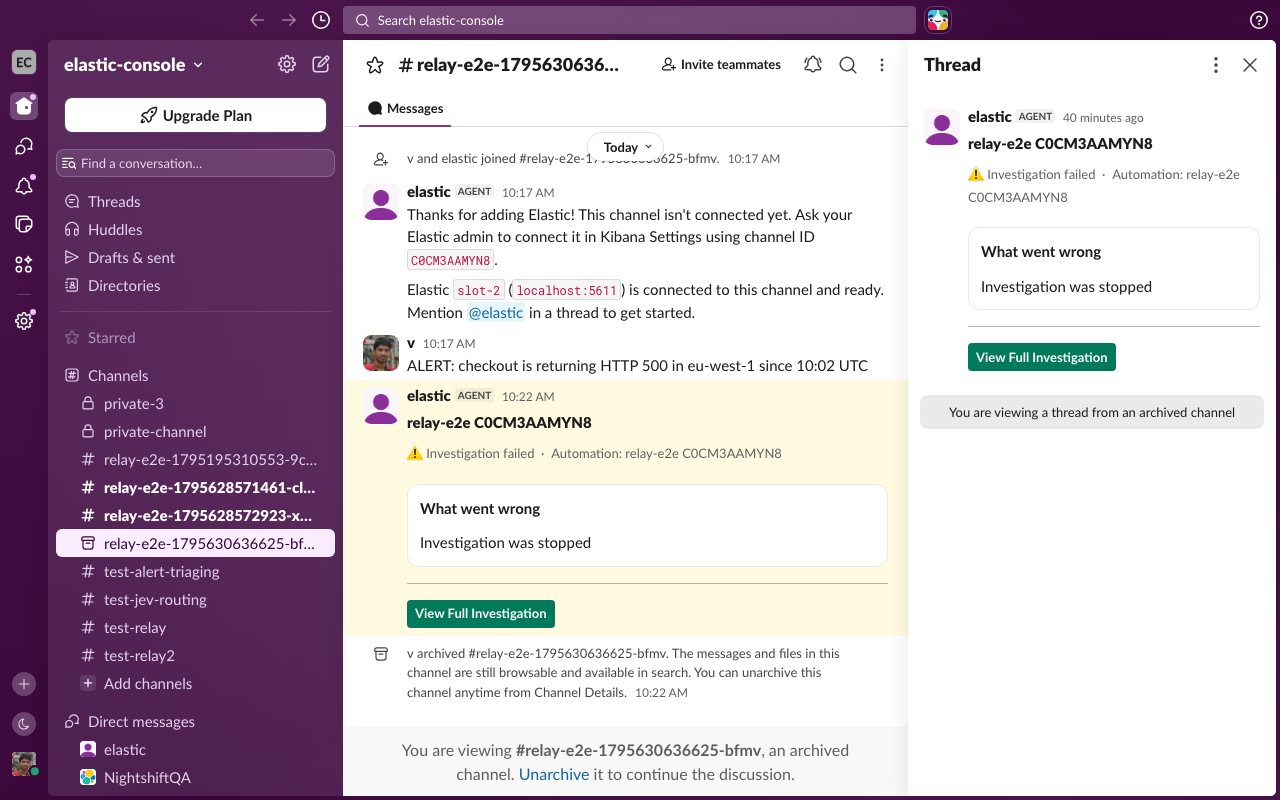 Search elastic-console
EC
elastic-console
Upgrade Plan
Find a conversation...
Threads
Huddles
Drafts & sent
Directories
Starred
Channels
private-3
private-channel
relay-e2e-1795195310553-9c...
relay-e2e-1795628571461-cl...
relay-e2e-1795628572923-x...
relay-e2e-1795630636625-bf...
test-alert-triaging
test-jev-routing
test-relay
test-relay2
Add channels
Direct messages
elastic
NightshiftQA
# relay-e2e-1795630636...
Invite teammates
Messages
Today
v and elastic joined #relay-e2e-1795630636625-bfmv. 10:17 AM
elastic AGENT 10:17 AM
Thanks for adding Elastic! This channel isn't connected yet. Ask your
Elastic admin to connect it in Kibana Settings using channel ID
C0CM3AAMYN8.
Elastic slot-2 (localhost:5611) is connected to this channel and ready.
Mention @elastic in a thread to get started.
v 10:17 AM
ALERT: checkout is returning HTTP 500 in eu-west-1 since 10:02 UTC
elastic AGENT 10:22 AM
relay-e2e C0CM3AAMYN8
⚠️ Investigation failed · Automation: relay-e2e C0CM3AAMYN8
What went wrong
Investigation was stopped
View Full Investigation
v archived #relay-e2e-1795630636625-bfmv. The messages and files in this
channel are still browsable and available in search. You can unarchive this
channel anytime from Channel Details. 10:22 AM
You are viewing #relay-e2e-1795630636625-bfmv, an archived
channel. Unarchive it to continue the discussion.
Thread
elastic AGENT 40 minutes ago
relay-e2e C0CM3AAMYN8
⚠️ Investigation failed · Automation: relay-e2e
C0CM3AAMYN8
What went wrong
Investigation was stopped
View Full Investigation
You are viewing a thread from an archived channel